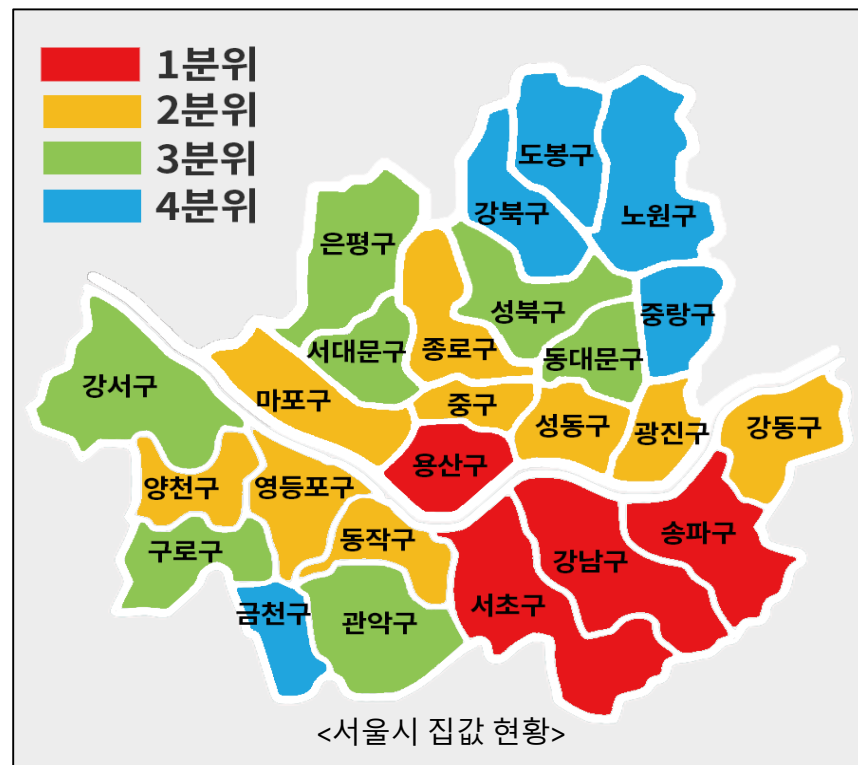 1분위
2분위
3분위
4분위
도봉구
강북구
노원구
은평구
성북구
중랑구
서대문구
종로구
동대문구
강서구
마포구
중구
성동구
광진구
강동구
용산구
양천구
영등포구
동작구
송파구
구로구
강남구
금천구
관악구
서초구
<서울시 집값 현황>